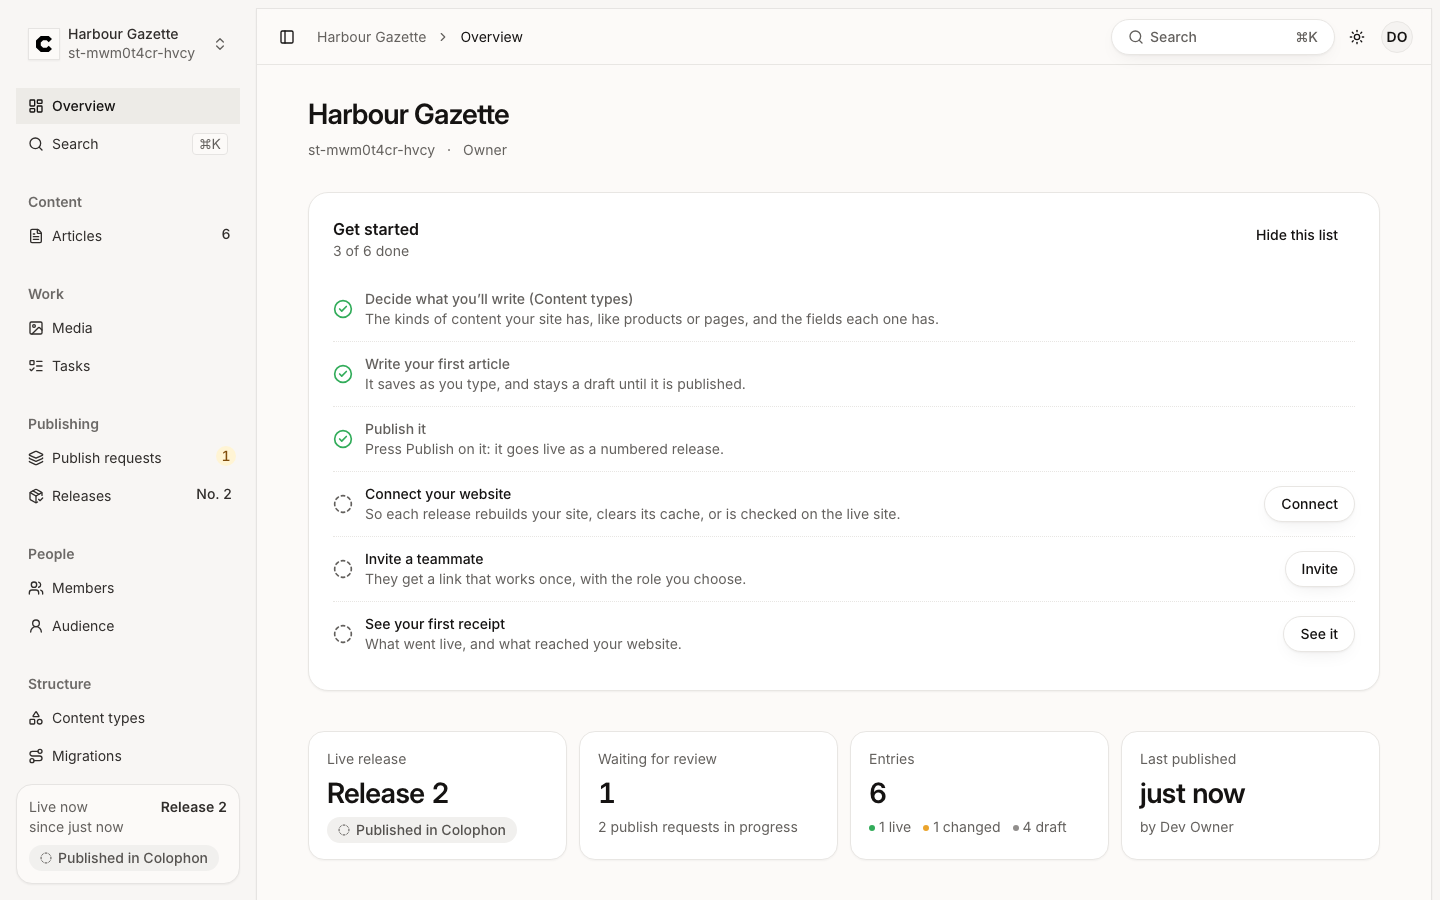 Harbour Gazette
st-mwm0t4cr-hvcy
Overview
Search ⌘K
Content
Articles 6
Work
Media
Tasks
Publishing
Publish requests 1
Releases No. 2
People
Members
Audience
Structure
Content types
Migrations
Live now Release 2
since just now
Published in Colophon
Harbour Gazette > Overview
Search ⌘K
DO
Harbour Gazette
st-mwm0t4cr-hvcy · Owner
Get started
3 of 6 done
Hide this list
Decide what you’ll write (Content types)
The kinds of content your site has, like products or pages, and the fields each one has.
Write your first article
It saves as you type, and stays a draft until it is published.
Publish it
Press Publish on it: it goes live as a numbered release.
Connect your website
So each release rebuilds your site, clears its cache, or is checked on the live site.
Connect
Invite a teammate
They get a link that works once, with the role you choose.
Invite
See your first receipt
What went live, and what reached your website.
See it
Live release
Release 2
Published in Colophon
Waiting for review
1
2 publish requests in progress
Entries
6
1 live 1 changed 4 draft
Last published
just now
by Dev Owner